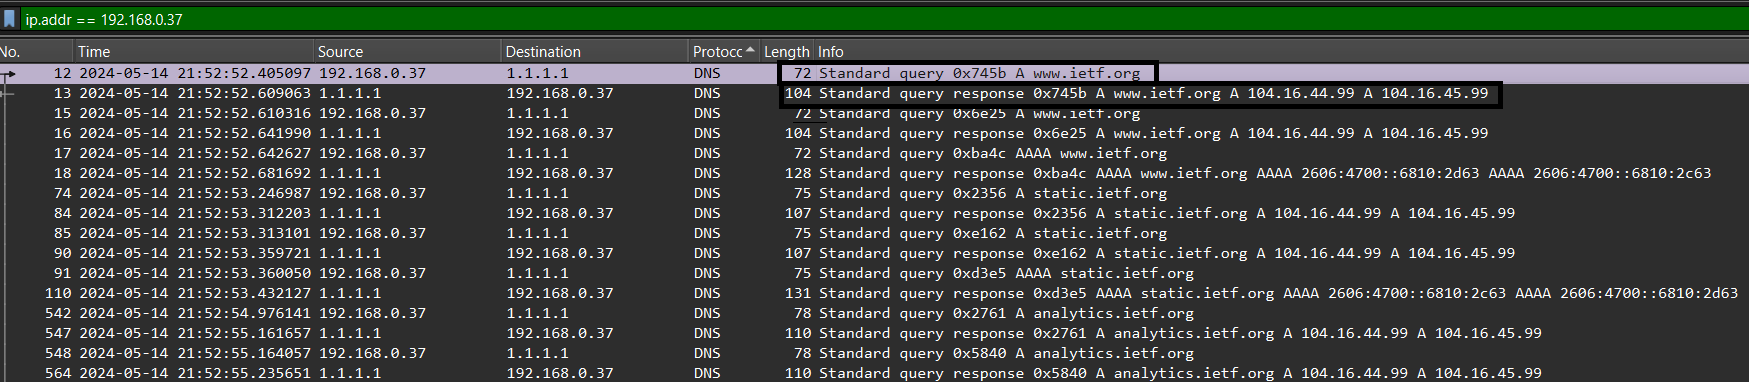 ip.addr == 192.168.0.37
No. Time Source Destination Protocc Length Info
12 2024-05-14 21:52:52.405097 192.168.0.37 1.1.1.1 DNS 72 Standard query 0x745b A www.ietf.org
13 2024-05-14 21:52:52.609063 1.1.1.1 192.168.0.37 DNS 104 Standard query response 0x745b A www.ietf.org A 104.16.44.99 A 104.16.45.99
15 2024-05-14 21:52:52.610316 192.168.0.37 1.1.1.1 DNS 72 Standard query 0x6e25 A www.ietf.org
16 2024-05-14 21:52:52.641990 1.1.1.1 192.168.0.37 DNS 104 Standard query response 0x6e25 A www.ietf.org A 104.16.44.99 A 104.16.45.99
17 2024-05-14 21:52:52.642627 192.168.0.37 1.1.1.1 DNS 72 Standard query 0xba4c AAAA www.ietf.org
18 2024-05-14 21:52:52.681692 1.1.1.1 192.168.0.37 DNS 128 Standard query response 0xba4c AAAA www.ietf.org AAAA 2606:4700::6810:2d63 AAAA 2606:4700::6810:2c63
74 2024-05-14 21:52:53.246987 192.168.0.37 1.1.1.1 DNS 75 Standard query 0x2356 A static.ietf.org
84 2024-05-14 21:52:53.312203 1.1.1.1 192.168.0.37 DNS 107 Standard query response 0x2356 A static.ietf.org A 104.16.44.99 A 104.16.45.99
85 2024-05-14 21:52:53.313101 192.168.0.37 1.1.1.1 DNS 75 Standard query 0xe162 A static.ietf.org
90 2024-05-14 21:52:53.359721 1.1.1.1 192.168.0.37 DNS 107 Standard query response 0xe162 A static.ietf.org A 104.16.44.99 A 104.16.45.99
91 2024-05-14 21:52:53.360050 192.168.0.37 1.1.1.1 DNS 75 Standard query 0xd3e5 AAAA static.ietf.org
110 2024-05-14 21:52:53.432127 1.1.1.1 192.168.0.37 DNS 131 Standard query response 0xd3e5 AAAA static.ietf.org AAAA 2606:4700::6810:2c63 AAAA 2606:4700::6810:2d63
542 2024-05-14 21:52:54.976141 192.168.0.37 1.1.1.1 DNS 78 Standard query 0x2761 A analytics.ietf.org
547 2024-05-14 21:52:55.161657 1.1.1.1 192.168.0.37 DNS 110 Standard query response 0x2761 A analytics.ietf.org A 104.16.44.99 A 104.16.45.99
548 2024-05-14 21:52:55.164057 192.168.0.37 1.1.1.1 DNS 78 Standard query 0x5840 A analytics.ietf.org
564 2024-05-14 21:52:55.235651 1.1.1.1 192.168.0.37 DNS 110 Standard query response 0x5840 A analytics.ietf.org A 104.16.44.99 A 104.16.45.99